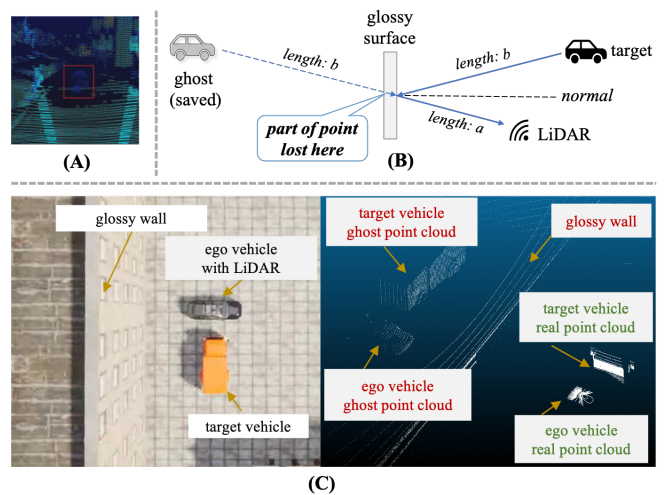 (A)
glossy
surface
length: b
length: b
ghost
(saved)
target
normal
part of point
lost here
length: a
LiDAR
(B)
glossy wall
ego vehicle
with LiDAR
target vehicle
target vehicle
ghost point cloud
glossy wall
target vehicle
real point cloud
ego vehicle
ghost point cloud
ego vehicle
real point cloud
(C)